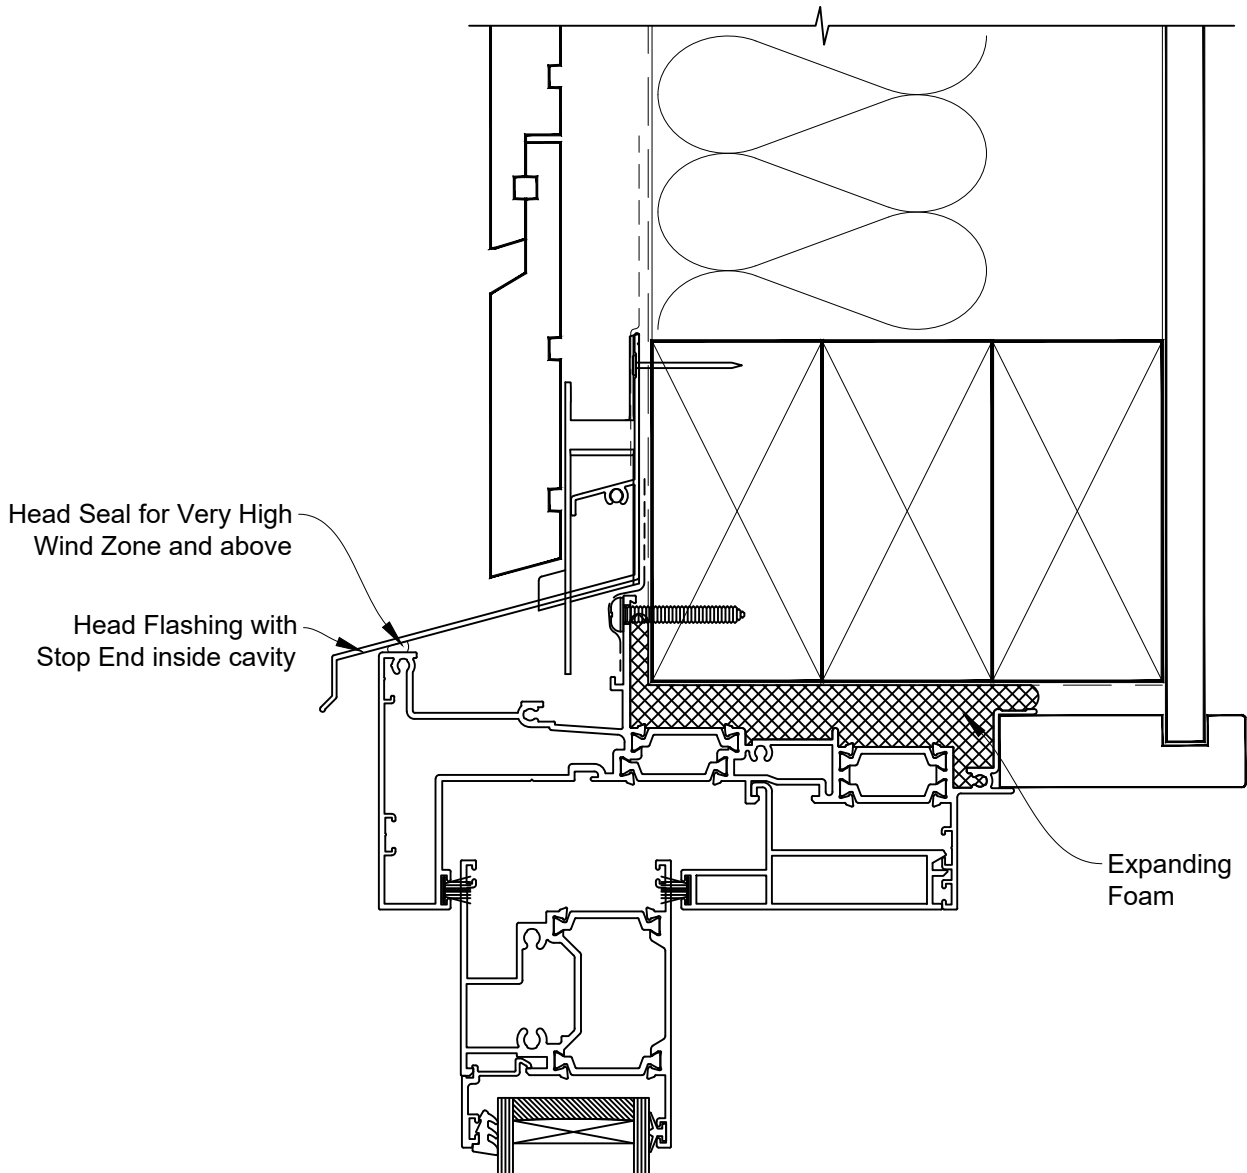 Head Seal for Very High
Wind Zone and above
Head Flashing with
Stop End inside cavity
Expanding
Foam